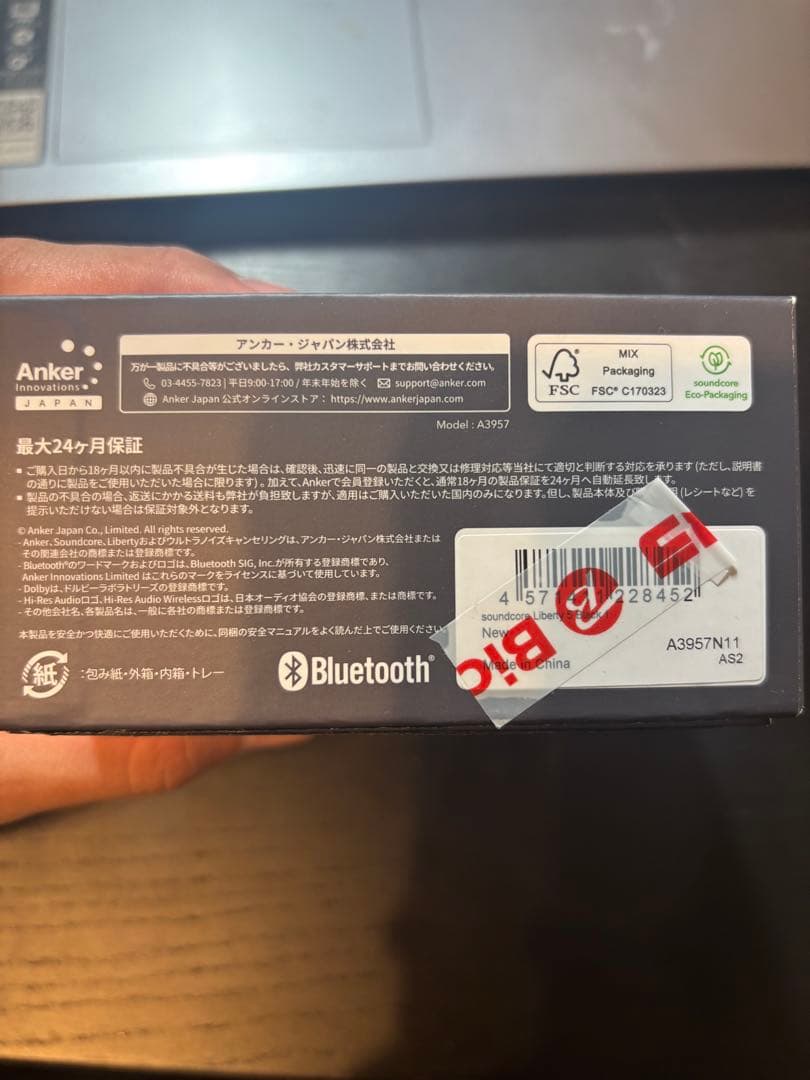 Anker
Innovations
JAPAN
アンカー・ジャパン株式会社
万が一製品に不具合等がございましたら、弊社カスタマーサポートまでお問い合わせください。
03-4455-7823 | 平日9:00-17:00 / 年末年始を除く support@anker.com
Anker Japan 公式オンラインストア： https://www.ankerjapan.com
FSC
MIX
Packaging
FSC® C170323
soundcore
Eco-Packaging
Model : A3957
最大24ヶ月保証
■ ご購入日から18ヶ月以内に製品不具合が生じた場合は、確認後、迅速に同一の製品と交換又は修理対応等当社にて適切と判断する対応を承ります (ただし、説明書
の通りに製品をご使用いただいた場合に限ります) 。加えて、Ankerで会員登録いただくと、通常18ヶ月の製品保証を24ヶ月へ自動延長致します。
■ 製品の不具合の場合、返送にかかる送料も弊社が負担致しますが、適用はご購入いただいた国内のみになります。但し、製品本体及び (レシートなど) を
提示いただけない場合は保証対象外となります。
© Anker Japan Co., Limited. All rights reserved.
- Anker、Soundcore、Libertyおよびウルトラノイズキャンセリングは、アンカー・ジャパン株式会社または
その関連会社の商標または登録商標です。
- Bluetooth®のワードマークおよびロゴは、Bluetooth SIG, Inc.が所有する登録商標であり、
Anker Innovations Limited はこれらのマークをライセンスに基づいて使用しています。
- Dolbyは、ドルビーラボラトリーズの登録商標です。
- Hi-Res Audioロゴ、Hi-Res Audio Wirelessロゴは、日本オーディオ協会の登録商標、または商標です。
- その他会社名、各製品名は、一般に各社の商標または登録商標です。
本製品を安全かつ快適にご使用いただくために、同梱の安全マニュアルをよく読んだ上でご使用くださ
紙 ：包み紙・外箱・内箱・トレー
Bluetooth®
4 571 228452
soundcore Liberty 5 Black
New
Made in China
A3957N11
AS2
Bic